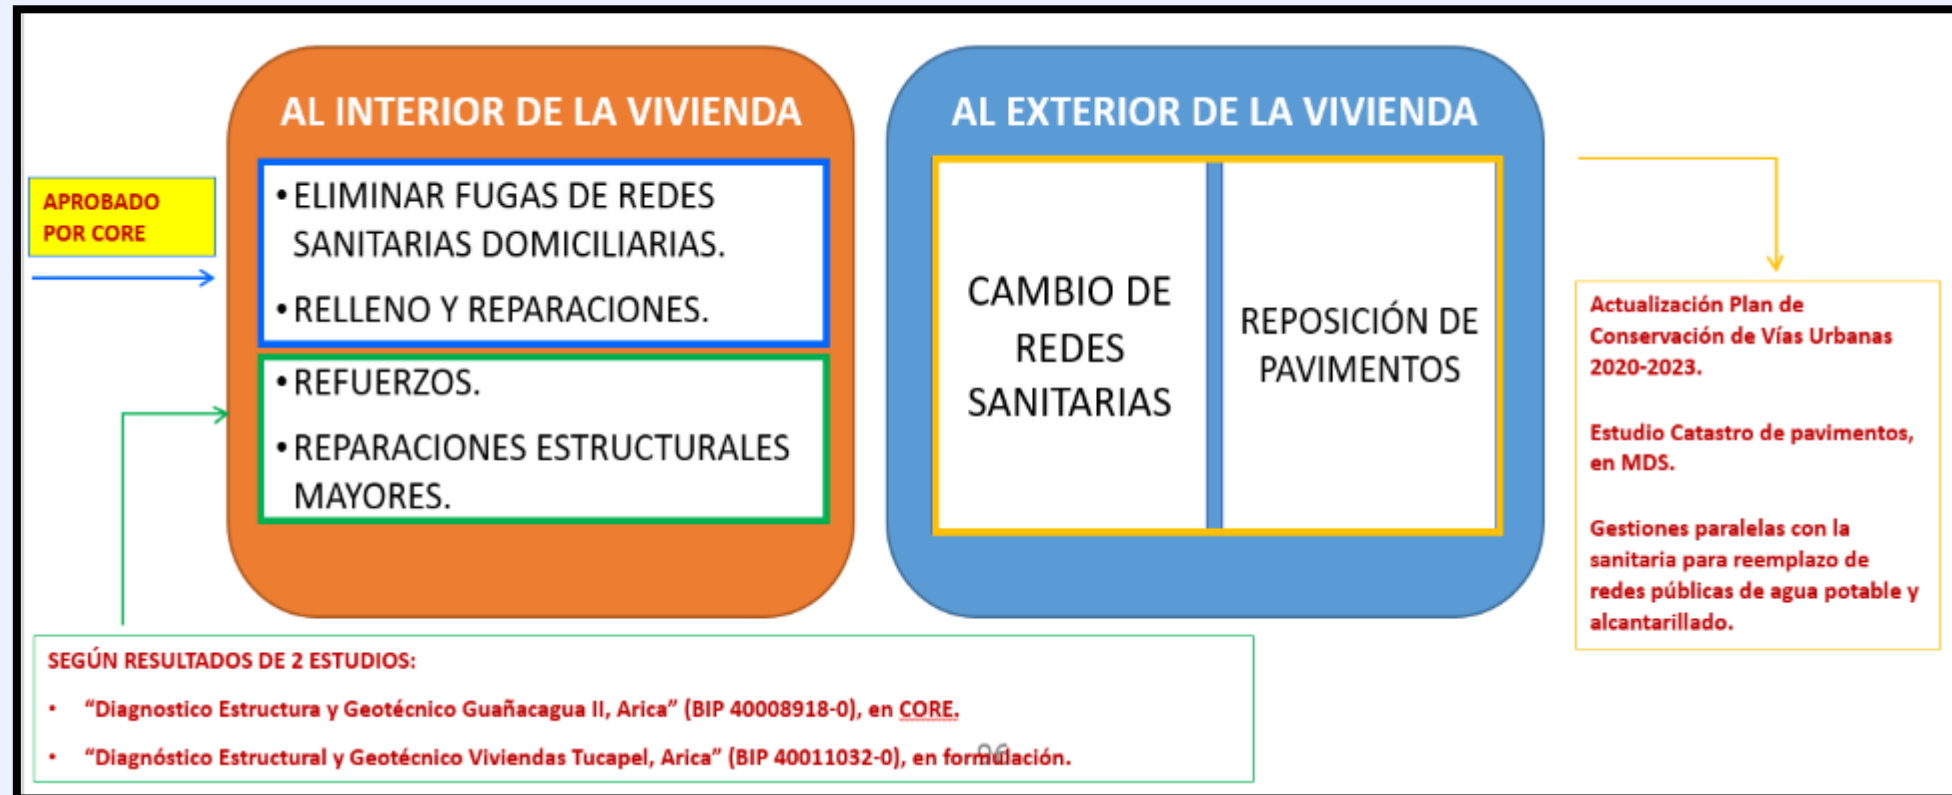 AL INTERIOR DE LA VIVIENDA
APROBADO
POR CORE
• ELIMINAR FUGAS DE REDES
SANITARIAS DOMICILIARIAS.
• RELLENO Y REPARACIONES.
• REFUERZOS.
• REPARACIONES ESTRUCTURALES
MAYORES.
AL EXTERIOR DE LA VIVIENDA
CAMBIO DE
REDES
SANITARIAS
REPOSICIÓN DE
PAVIMENTOS
Actualización Plan de
Conservación de Vías Urbanas
2020-2023.
Estudio Catastro de pavimentos,
en MDS.
Gestiones paralelas con la
sanitaria para reemplazo de
redes públicas de agua potable y
alcantarillado.
SEGÚN RESULTADOS DE 2 ESTUDIOS:
• “Diagnostico Estructura y Geotécnico Guañacagua II, Arica” (BIP 40008918-0), en CORE.
• “Diagnóstico Estructural y Geotécnico Viviendas Tucapel, Arica” (BIP 40011032-0), en formulación.